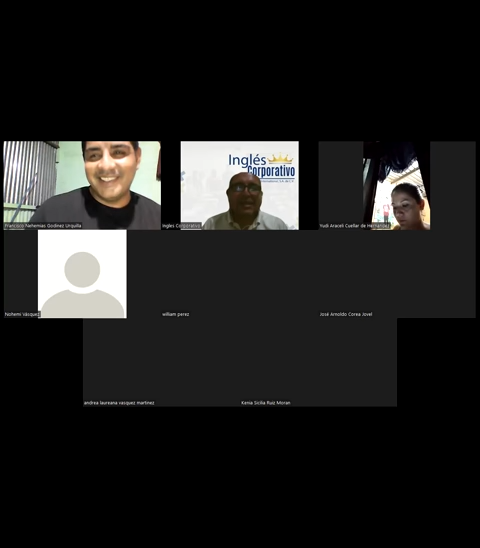 Inglés
Corporativo
Francisco Nehemias Godinez Urquilla
Ingles Corporativo
Yudi Araceli Cuellar de Hernandez
Nohemi Vásquez
william perez
José Arnoldo Corea Jovel
andrea laureana vasquez martinez
Kenia Sicilia Ruiz Moran